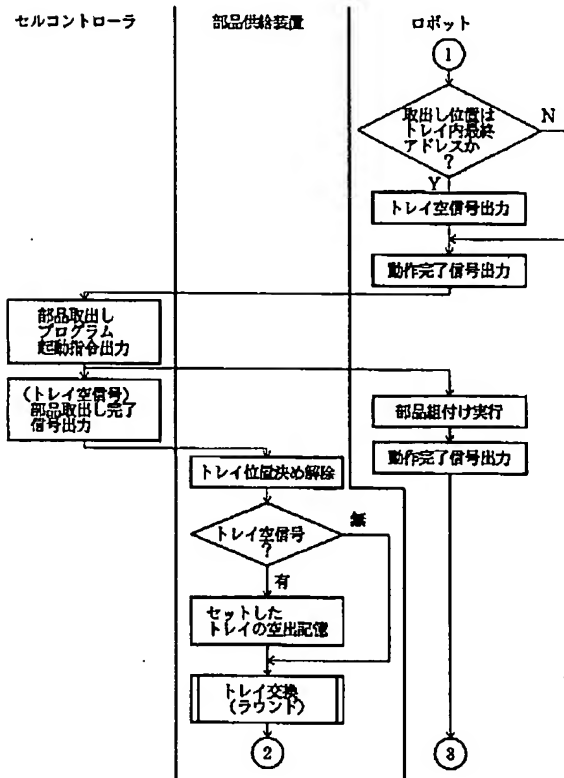 セルコントローラ
部品供給装置
ロボット
1
取出し位置は
トレイ内最終
アドレスか
?
N
Y
トレイ空信号出力
動作完了信号出力
部品取出し
プログラム
起動指令出力
(トレイ空信号)
部品取出し完了
信号出力
部品組付け実行
動作完了信号出力
トレイ位置決め解除
トレイ空信号
?
無
有
セットした
トレイの空出記憶
トレイ交換
(ラウンド)
2
3